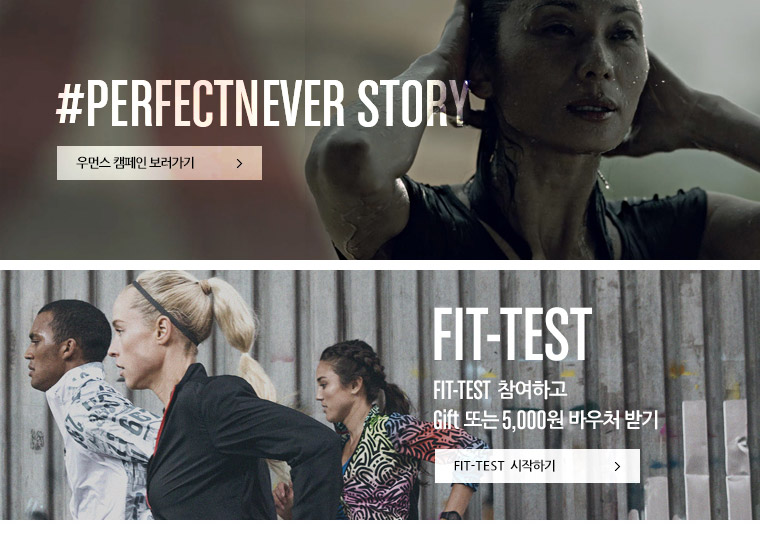 #PERFECTNEVER STORY
우먼스 캠페인 보러가기 >
FIT-TEST
FIT-TEST 참여하고
Gift 또는 5,000원 바우처 받기
FIT-TEST 시작하기 >